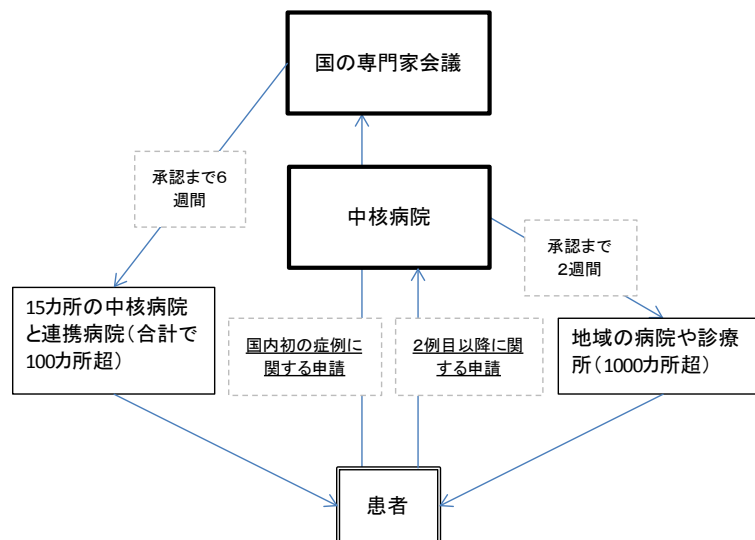 国の専門家会議
承認まで6
週間
中核病院
承認まで
2週間
15カ所の中核病院
と連携病院(合計で
100カ所超)
国内初の症例に
関する申請
2例目以降に関
する申請
地域の病院や診療
所(1000カ所超)
患者